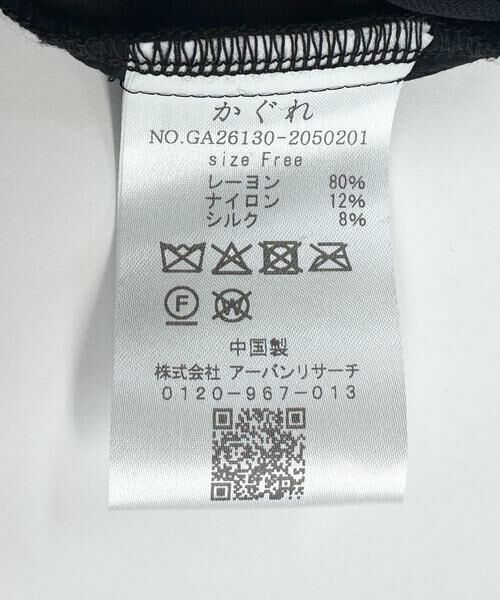 かぐれ
NO.GA26130-2050201
size Free
レーヨン 80%
ナイロン 12%
シルク 8%
F
W
中国製
株式会社 アーバンリサーチ
0120-967-013